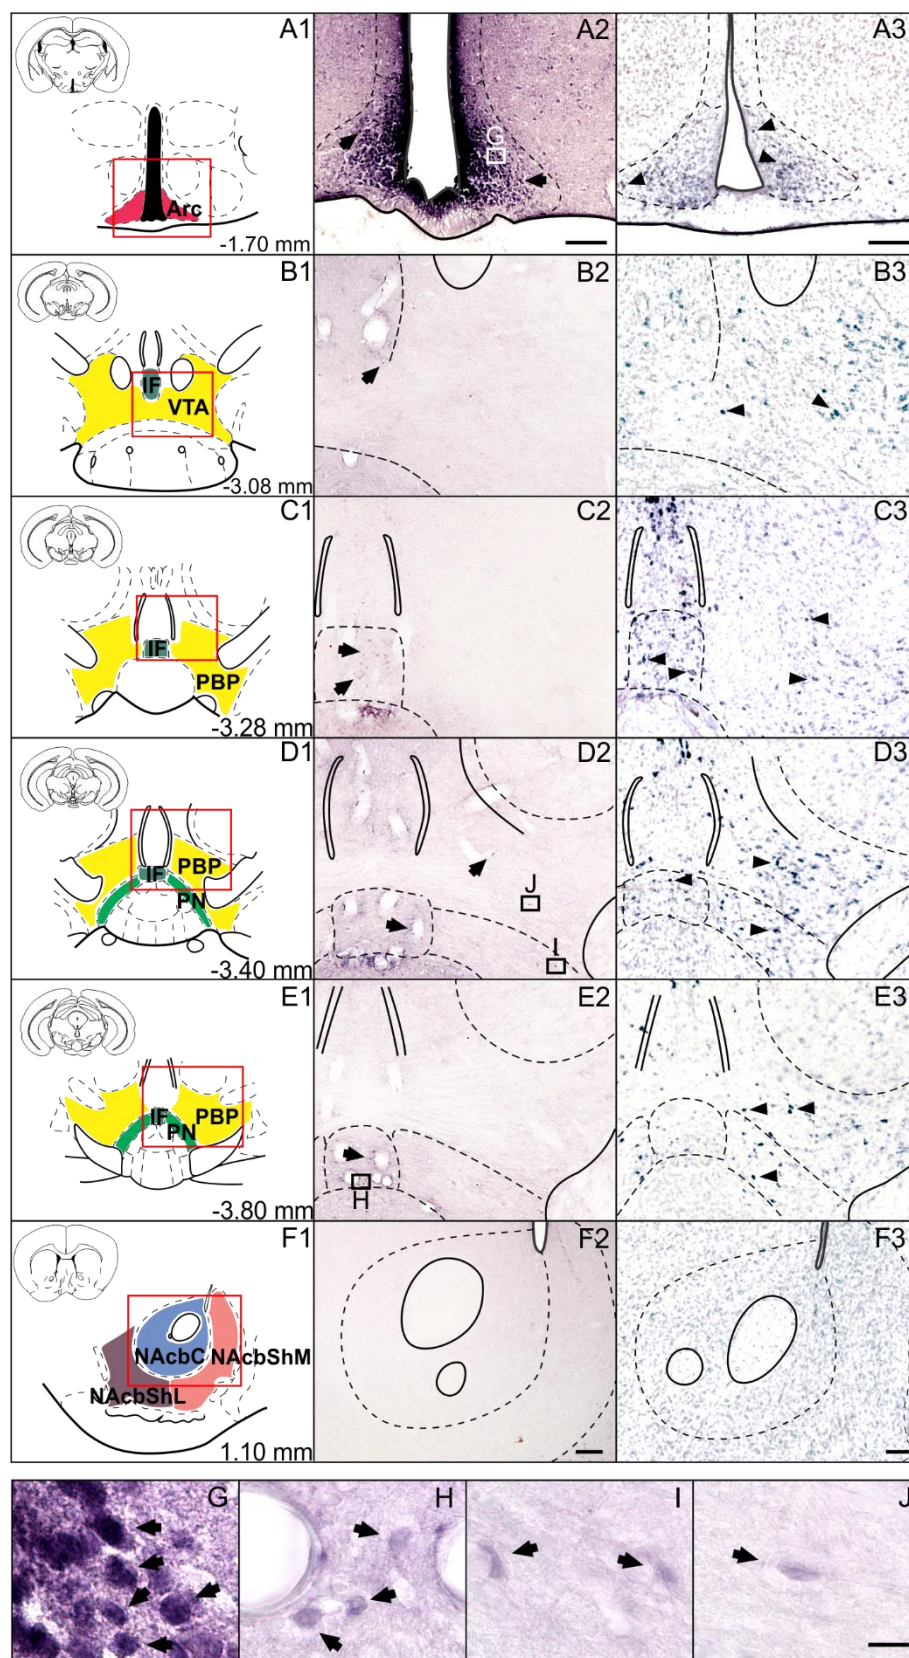 A1
Arc
-1.70 mm
A2
G
A3
B1
IF
VTA
-3.08 mm
B2
B3
C1
IF
PBP
-3.28 mm
C2
C3
D1
IF
PBP
PN
-3.40 mm
D2
J
I
D3
E1
IF
PBP
PN
-3.80 mm
E2
H
E3
F1
NAcbC
NAcbShM
NAcbShL
1.10 mm
F2
F3
G
H
I
J